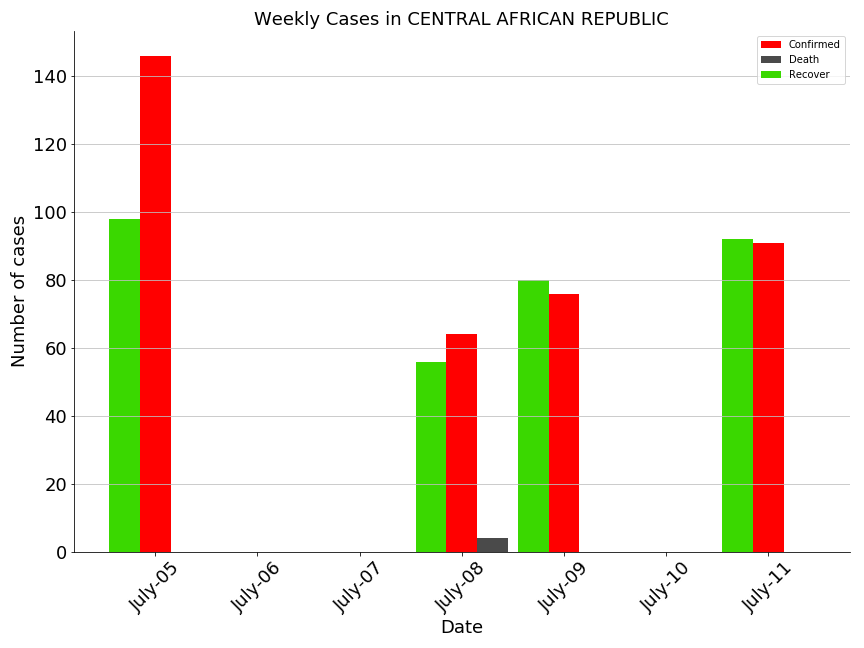 Weekly Cases in CENTRAL AFRICAN REPUBLIC
Confirmed
Death
Recover
Number of cases
140
120
100
80
60
40
20
0
July-05
July-06
July-07
July-08
July-09
July-10
July-11
Date